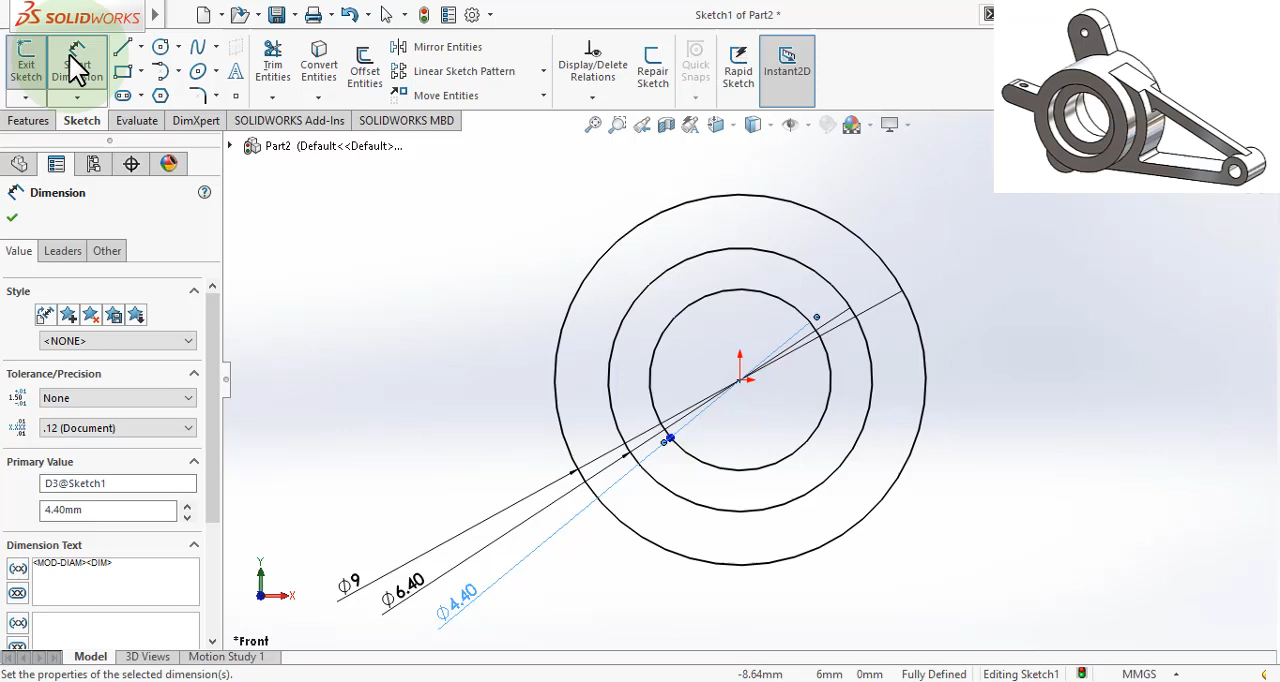 SOLIDWORKS
Sketch1 of Part2 *
Exit Sketch
Smart Dimension
Trim Entities
Convert Entities
Offset Entities
Mirror Entities
Linear Sketch Pattern
Move Entities
Display/Delete Relations
Repair Sketch
Quick Snaps
Rapid Sketch
Instant2D
Features
Sketch
Evaluate
DimXpert
SOLIDWORKS Add-Ins
SOLIDWORKS MBD
Part2 (Default<<Default>...
Dimension
Value
Leaders
Other
Style
<NONE>
Tolerance/Precision
None
.12 (Document)
Primary Value
D3@Sketch1
4.40mm
Dimension Text
<MOD-DIAM><DIM>
∅9
∅6.40
∅4.40
Y
X
*Front
Model
3D Views
Motion Study 1
Set the properties of the selected dimension(s).
-8.64mm
6mm
0mm
Fully Defined
Editing Sketch1
MMGS